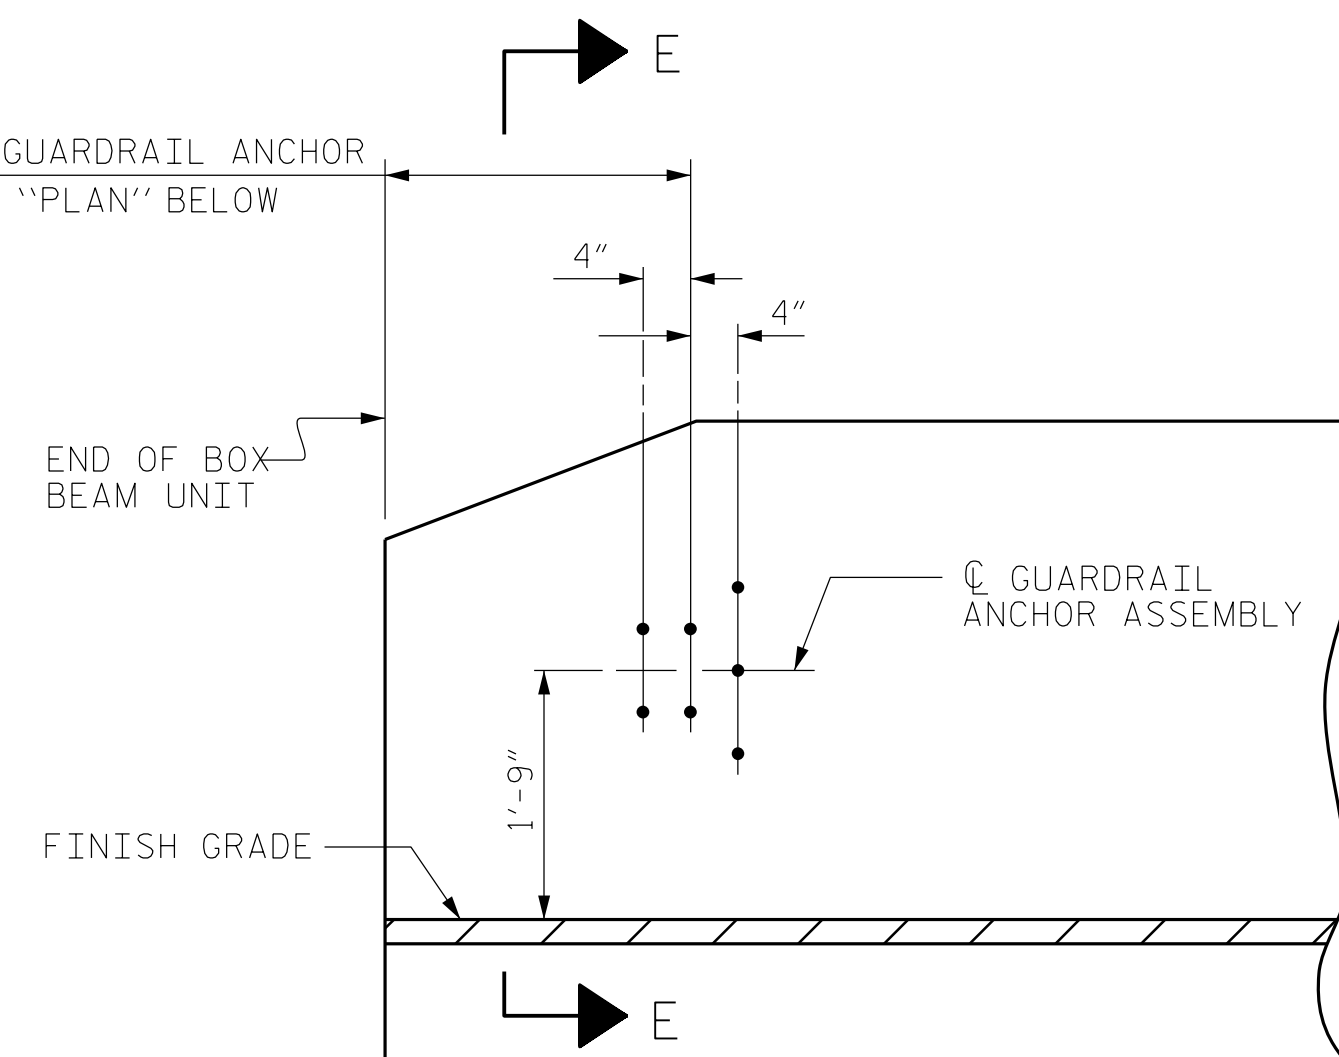 E
GUARDRAIL ANCHOR
‘‘PLAN’’ BELOW
4”
4”
END OF BOX
BEAM UNIT
℄ GUARDRAIL
ANCHOR ASSEMBLY
1’-9”
FINISH GRADE
E